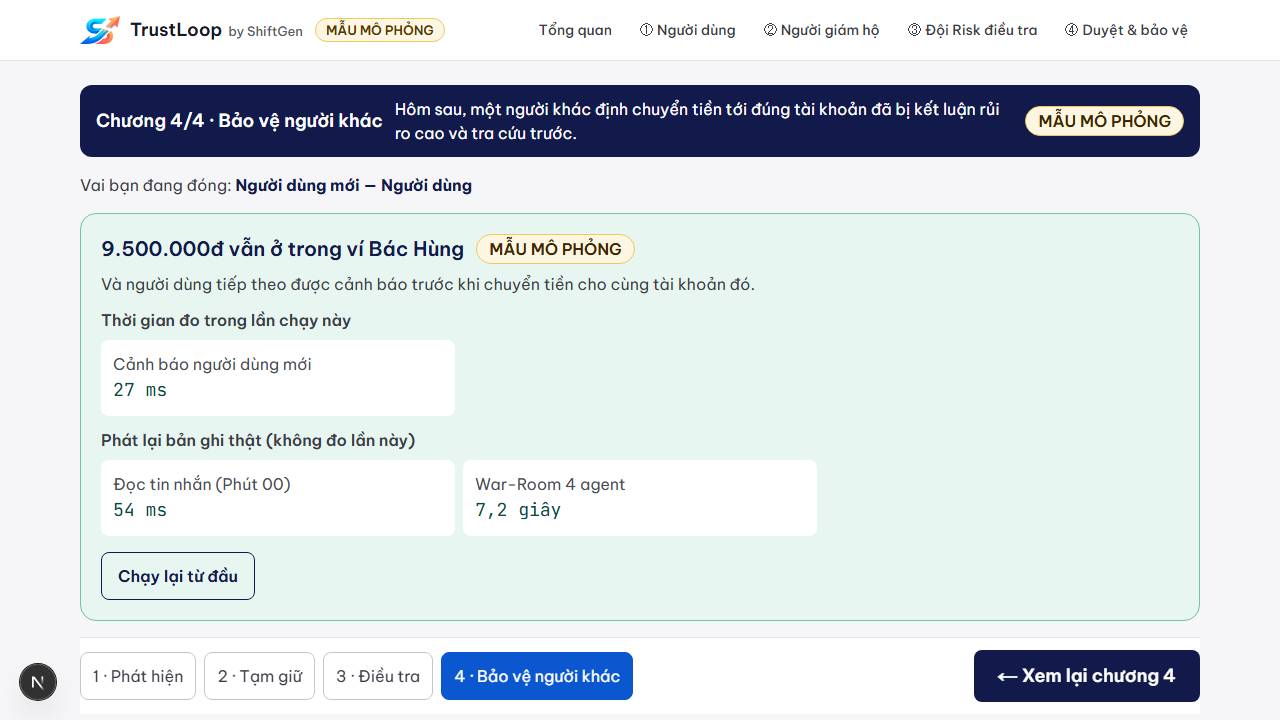 TrustLoop by ShiftGen MẪU MÔ PHỎNG Tổng quan ① Người dùng ② Người giám hộ ③ Đội Risk điều tra ④ Duyệt & bảo vệ
Chương 4/4 · Bảo vệ người khác
Hôm sau, một người khác định chuyển tiền tới đúng tài khoản đã bị kết luận rủi
ro cao và tra cứu trước.
MẪU MÔ PHỎNG
Vai bạn đang đóng: Người dùng mới — Người dùng
9.500.000đ vẫn ở trong ví Bác Hùng MẪU MÔ PHỎNG
Và người dùng tiếp theo được cảnh báo trước khi chuyển tiền cho cùng tài khoản đó.
Thời gian đo trong lần chạy này
Cảnh báo người dùng mới
27 ms
Phát lại bản ghi thật (không đo lần này)
Đọc tin nhắn (Phút 00)
54 ms
War-Room 4 agent
7,2 giây
Chạy lại từ đầu
1 · Phát hiện 2 · Tạm giữ 3 · Điều tra 4 · Bảo vệ người khác ← Xem lại chương 4
N